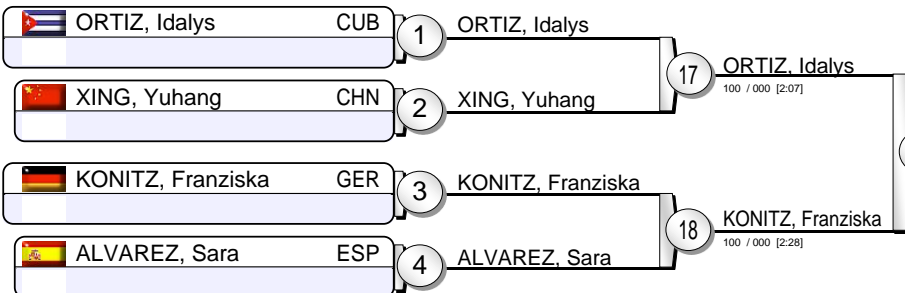 ORTIZ, Idalys CUB 1 ORTIZ, Idalys
17 ORTIZ, Idalys
100 / 000 [2:07]
XING, Yuhang CHN 2 XING, Yuhang
KONITZ, Franziska GER 3 KONITZ, Franziska
18 KONITZ, Franziska
100 / 000 [2:28]
ALVAREZ, Sara ESP 4 ALVAREZ, Sara